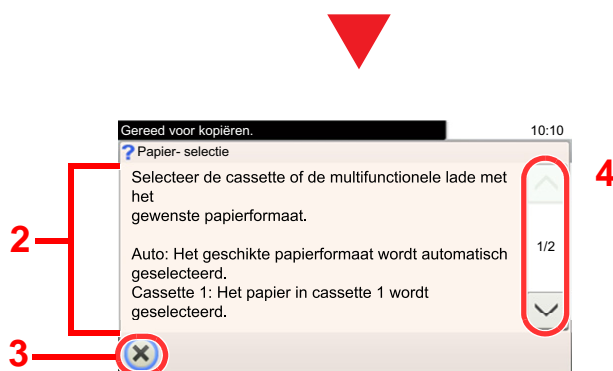 Gereed voor kopiëren. 10:10
? Papier- selectie
Selecteer de cassette of de multifunctionele lade met
het
gewenste papierformaat.
Auto: Het geschikte papierformaat wordt automatisch
geselecteerd.
Cassette 1: Het papier in cassette 1 wordt
geselecteerd.
1/2
2
3
4